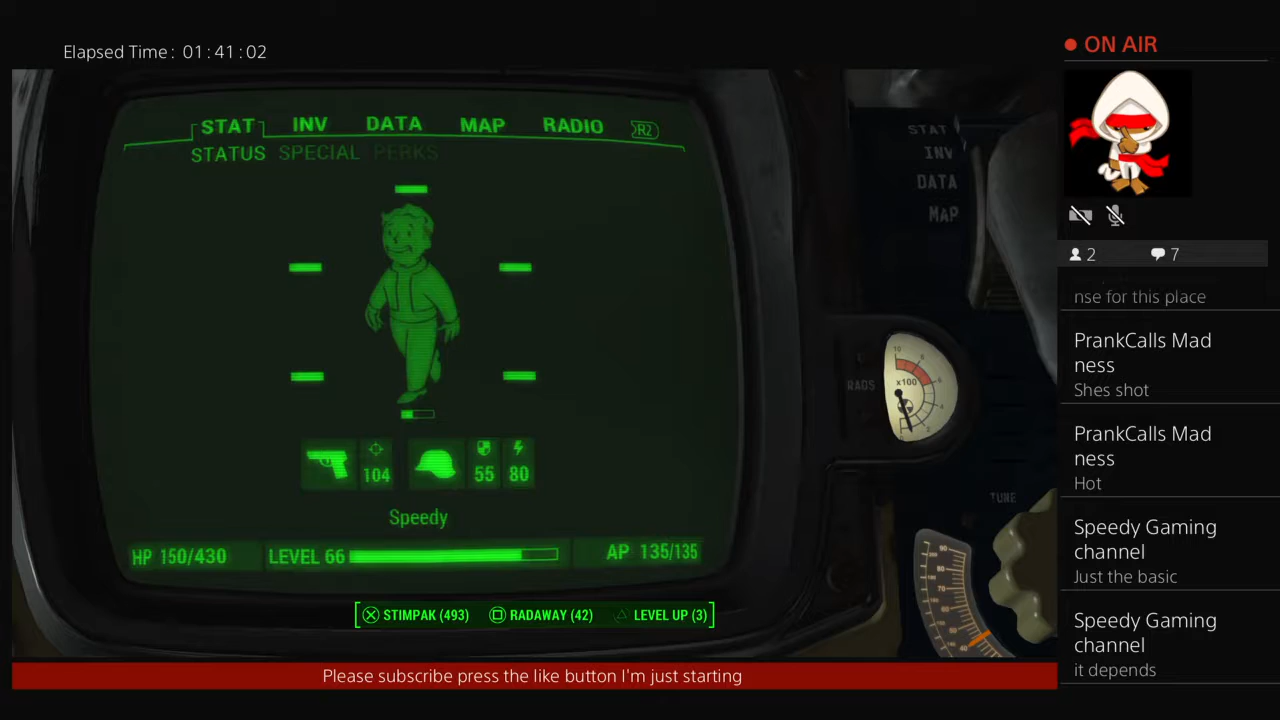 Elapsed Time: 01:41:02
ON AIR
STAT INV DATA MAP RADIO R2
STATUS SPECIAL PERKS
STAT
INV
DATA
MAP
2 7
nse for this place
PrankCalls Mad
ness
Shes shot
PrankCalls Mad
ness
Hot
Speedy Gaming
channel
Just the basic
Speedy Gaming
channel
it depends
RADS
x100
TUNE
104 55 80
Speedy
HP 150/430 LEVEL 66 AP 135/135
STIMPAK (493) RADAWAY (42) LEVEL UP (3)
Please subscribe press the like button I'm just starting